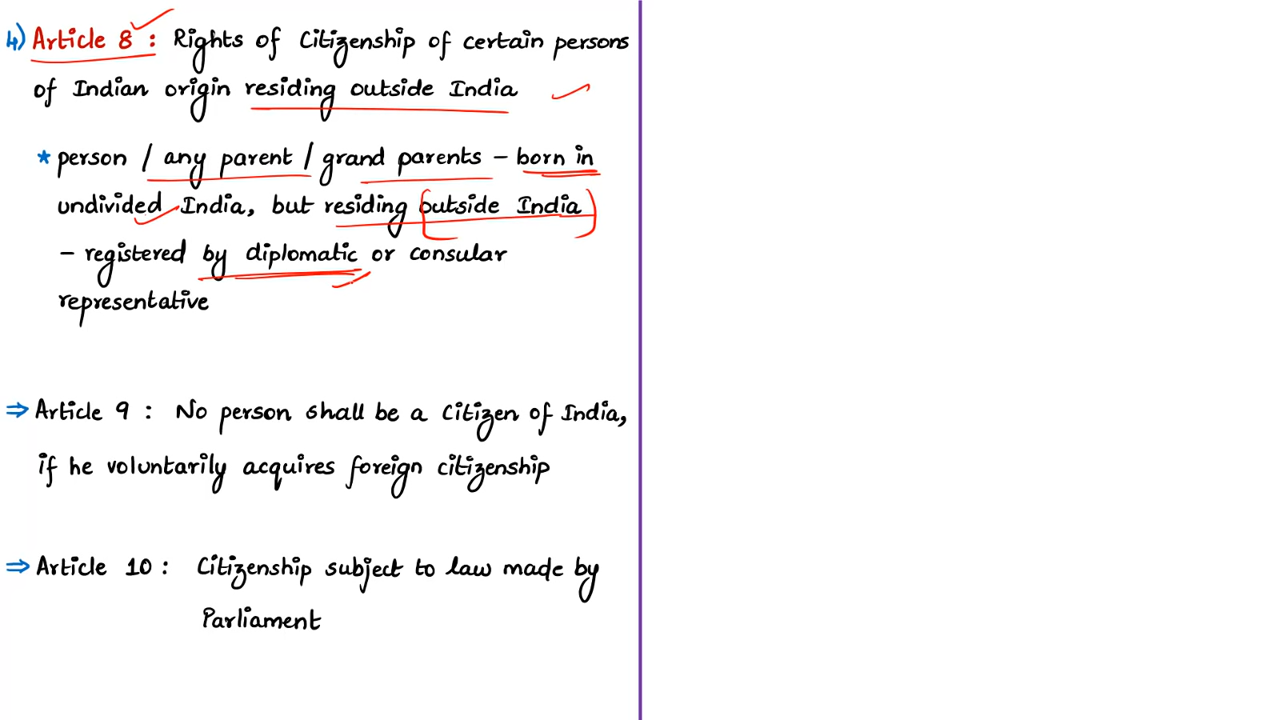 4) Article 8 : Rights of Citizenship of certain persons
of Indian origin residing outside India
* person / any parent / grand parents – born in
undivided India, but residing outside India
– registered by diplomatic or consular
representative
⇒ Article 9 : No person shall be a Citizen of India,
if he voluntarily acquires foreign citizenship
⇒ Article 10 : Citizenship subject to law made by
Parliament